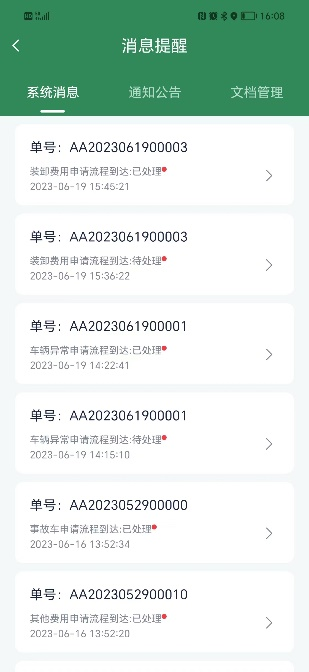 16:08
消息提醒
系统消息 通知公告 文档管理
单号：AA2023061900003
装卸费用申请流程到达:已处理
2023-06-19 15:45:21
单号：AA2023061900003
装卸费用申请流程到达:待处理
2023-06-19 15:36:22
单号：AA2023061900001
车辆异常申请流程到达:已处理
2023-06-19 14:22:41
单号：AA2023061900001
车辆异常申请流程到达:待处理
2023-06-19 14:15:10
单号：AA2023052900000
事故车申请流程到达:已处理
2023-06-16 13:52:34
单号：AA2023052900010
其他费用申请流程到达:已处理
2023-06-16 13:52:20